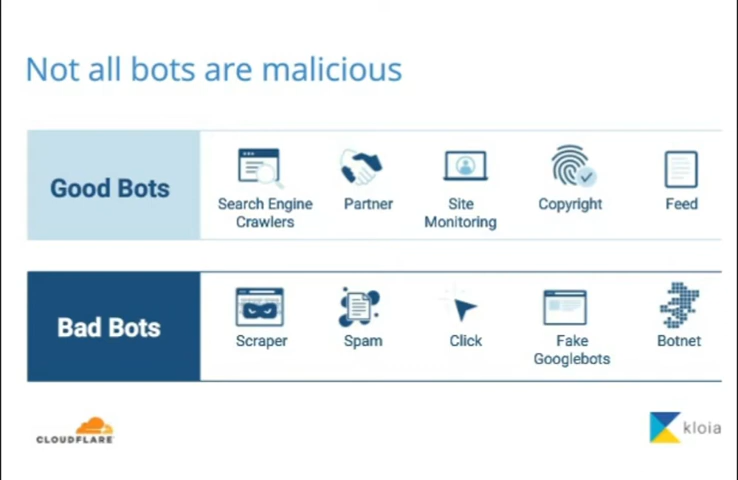 Not all bots are malicious
Good Bots
Search Engine
Crawlers
Partner
Site
Monitoring
Copyright
Feed
Bad Bots
Scraper
Spam
Click
Fake
Googlebots
Botnet
CLOUDFLARE
kloia